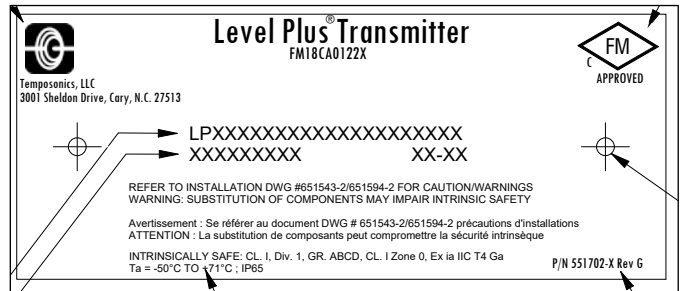 Level Plus® Transmitter
FM18CA0122X
FM
C
APPROVED
Temposonics, LLC
3001 Sheldon Drive, Cary, N.C. 27513
LPXXXXXXXXXXXXXXXXXXXX
XXXXXXXXX XX-XX
REFER TO INSTALLATION DWG #651543-2/651594-2 FOR CAUTION/WARNINGS
WARNING: SUBSTITUTION OF COMPONENTS MAY IMPAIR INTRINSIC SAFETY
Avertissement : Se référer au document DWG # 651543-2/651594-2 précautions d'installations
ATTENTION : La substitution de composants peut compromettre la sécurité intrinsèque
INTRINSICALLY SAFE: CL. I, Div. 1, GR. ABCD, CL. I Zone 0, Ex ia IIC T4 Ga
Ta = -50°C TO +71°C ; IP65
P/N 551702-X Rev G